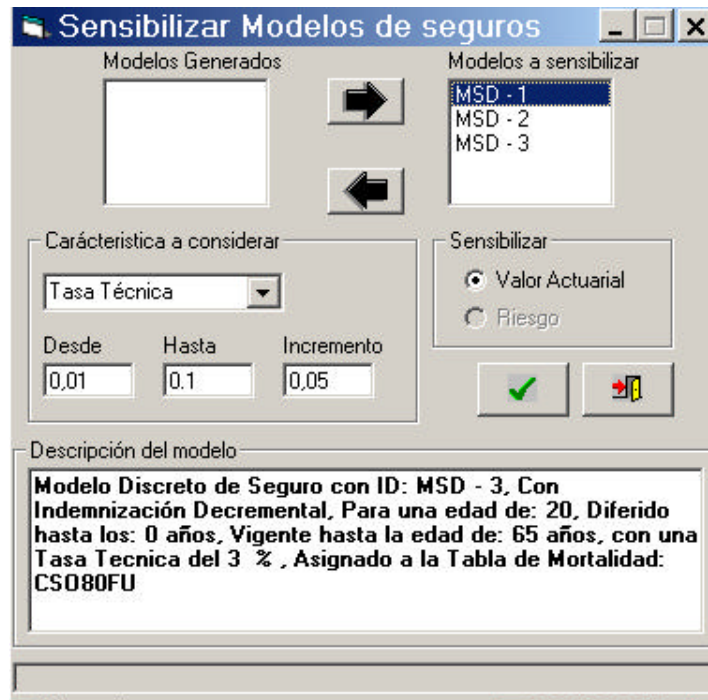 Sensibilizar Modelos de seguros
Modelos Generados
Modelos a sensibilizar
MSD - 1
MSD - 2
MSD - 3
Carácteristica a considerar
Sensibilizar
Tasa Técnica
Valor Actuarial
Riesgo
Desde Hasta Incremento
0,01 0.1 0,05
Descripción del modelo
Modelo Discreto de Seguro con ID: MSD - 3, Con
Indemnización Decremental, Para una edad de: 20, Diferido
hasta los: 0 años, Vigente hasta la edad de: 65 años, con una
Tasa Tecnica del 3 % , Asignado a la Tabla de Mortalidad:
CSO80FU